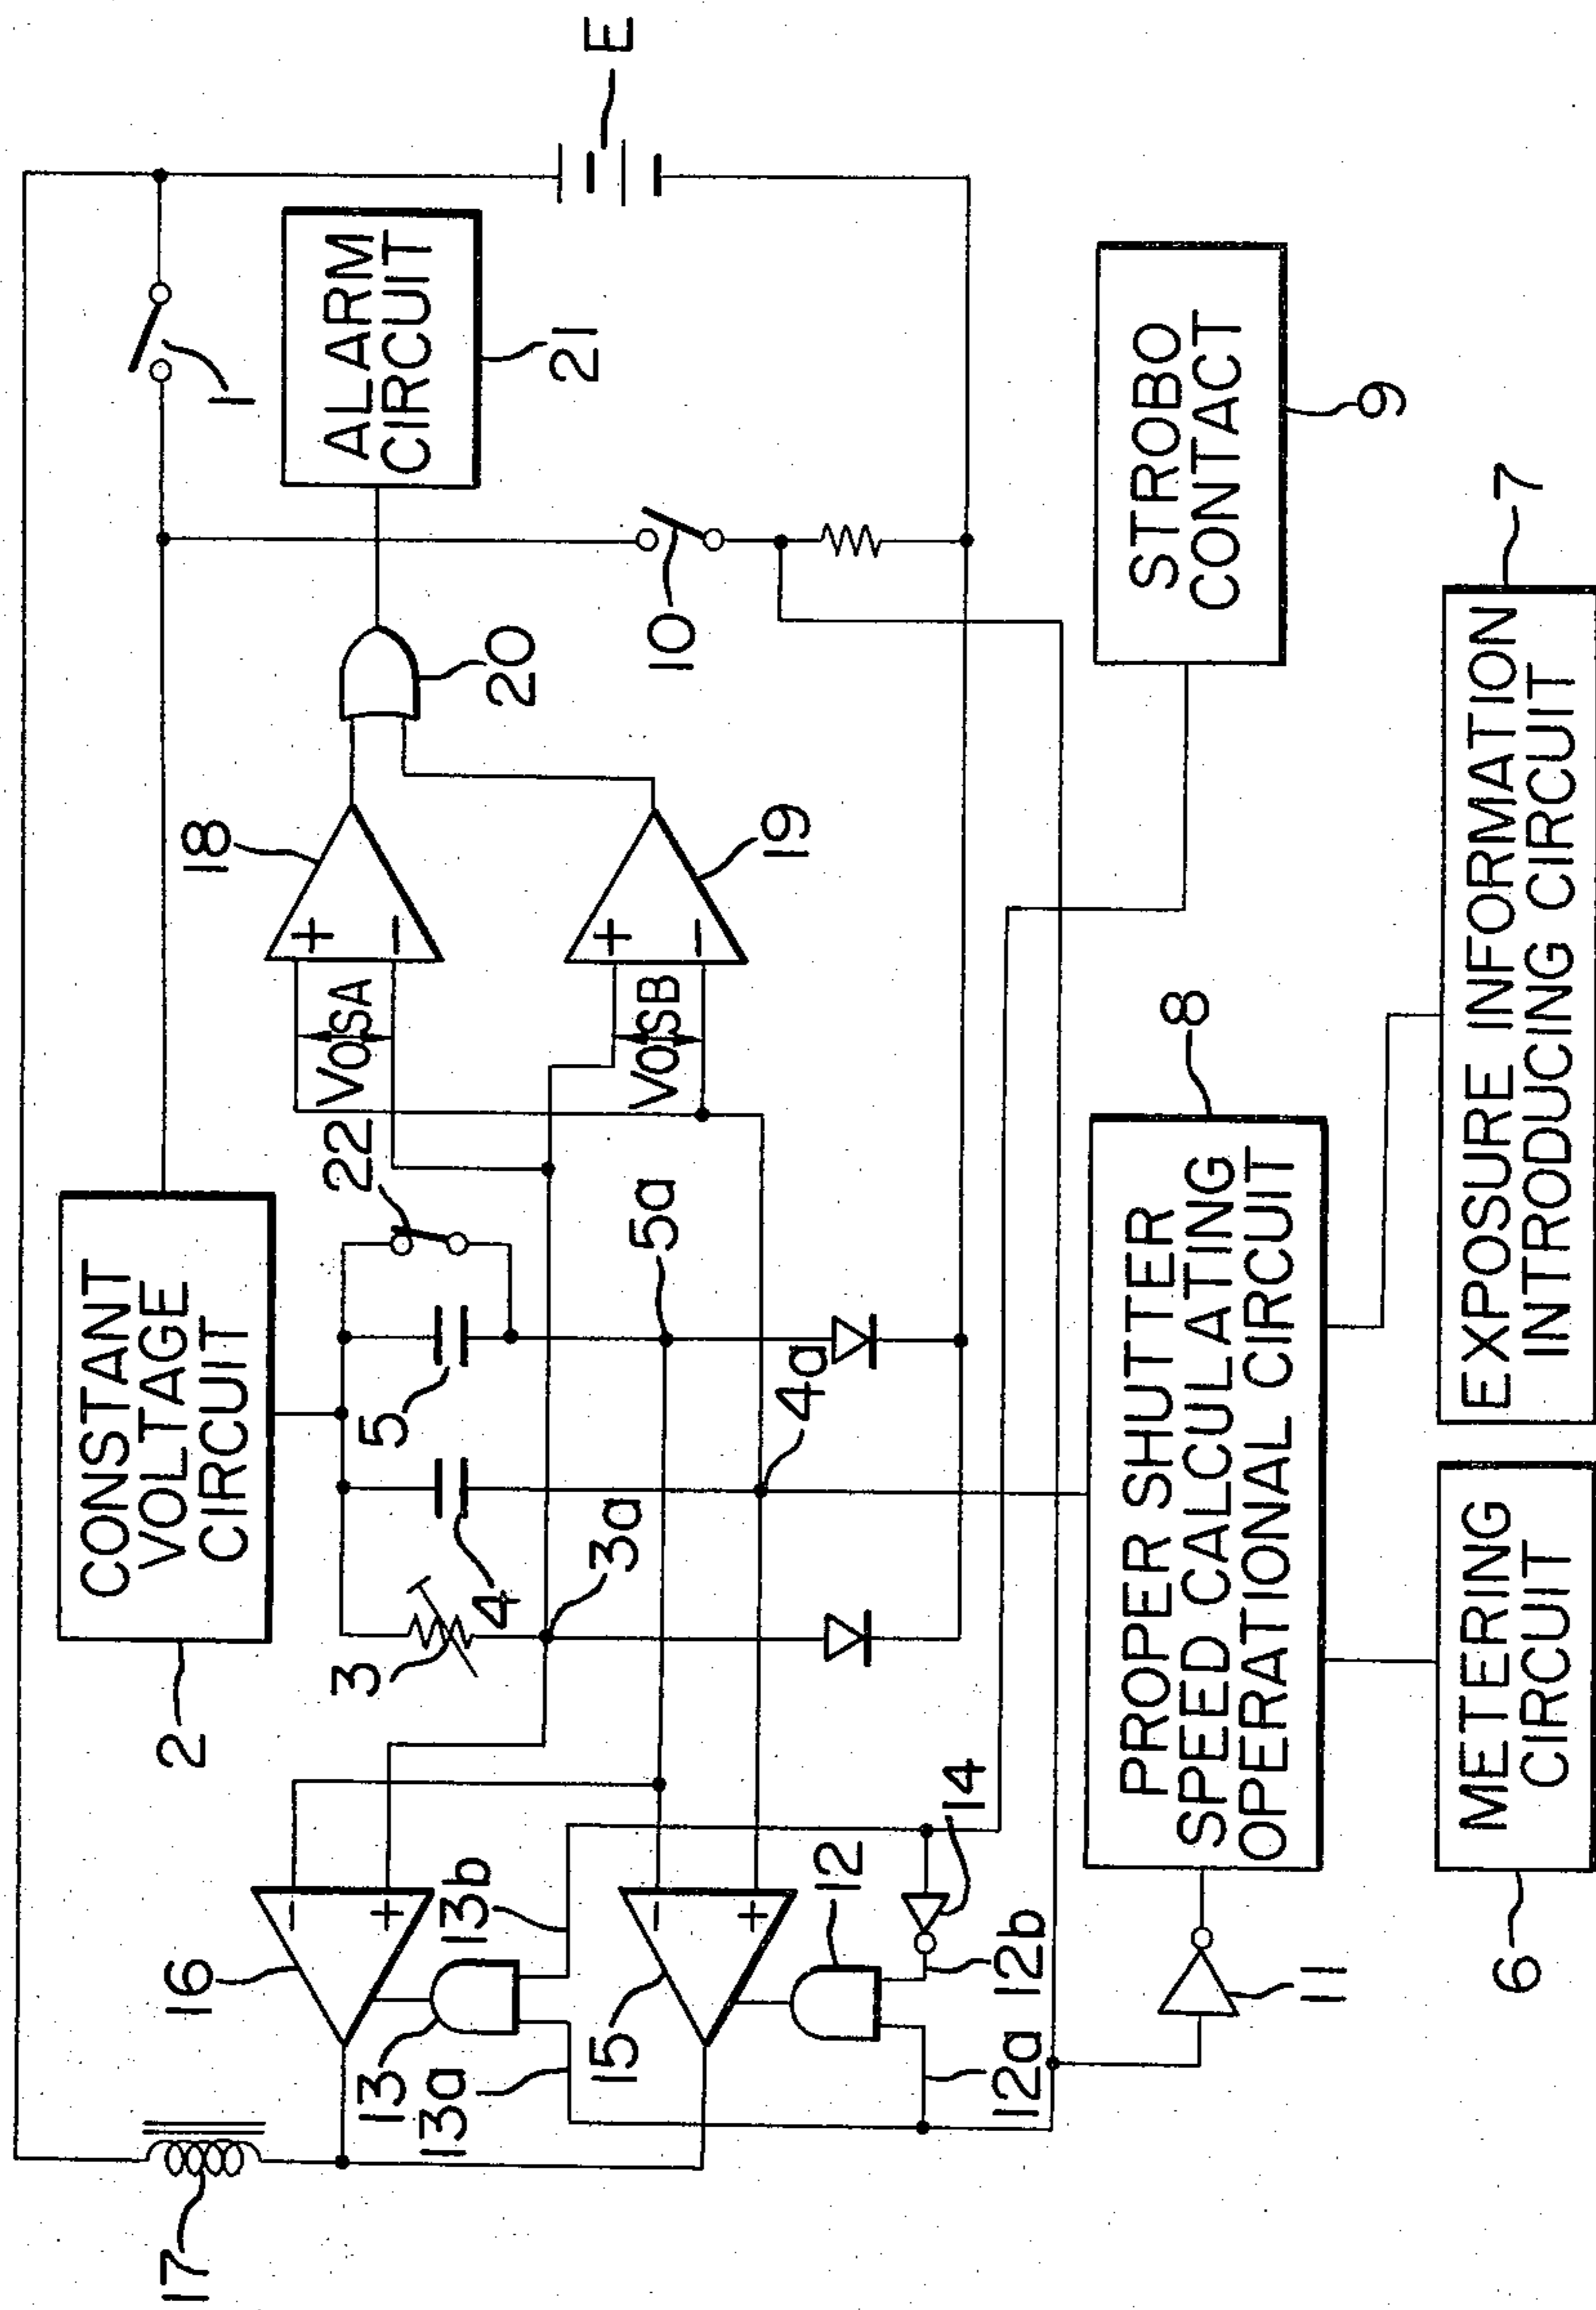 E
ALARM
CIRCUIT
21
1
STROBO
CONTACT
9
10
20
18
19
+
−
+
−
VOSA
VOSB
22
CONSTANT
VOLTAGE
CIRCUIT
2
5
5a
4
4a
3
3a
8
PROPER SHUTTER
SPEED CALCULATING
OPERATIONAL CIRCUIT
7
EXPOSURE INFORMATION
INTRODUCING CIRCUIT
METERING
CIRCUIT
6
16
−
+
13b
13
13a
15
−
+
12
14
12b
12a
11
17